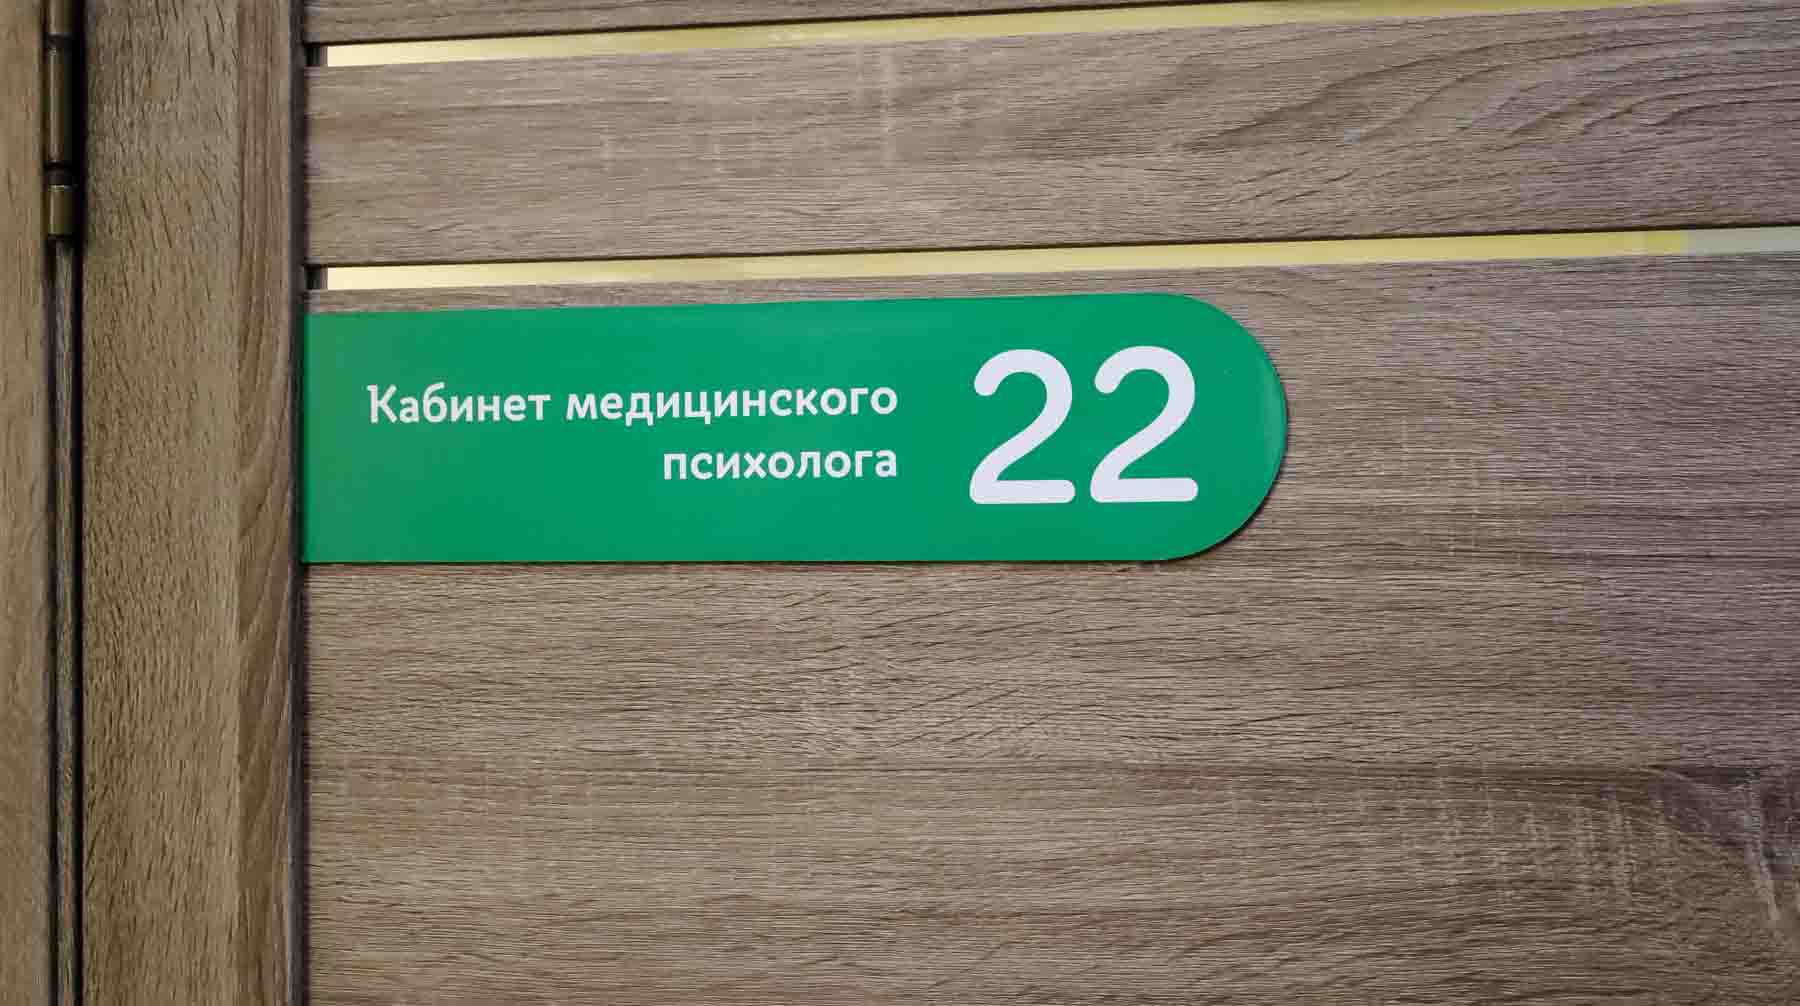 Кабинет медицинского
психолога
22